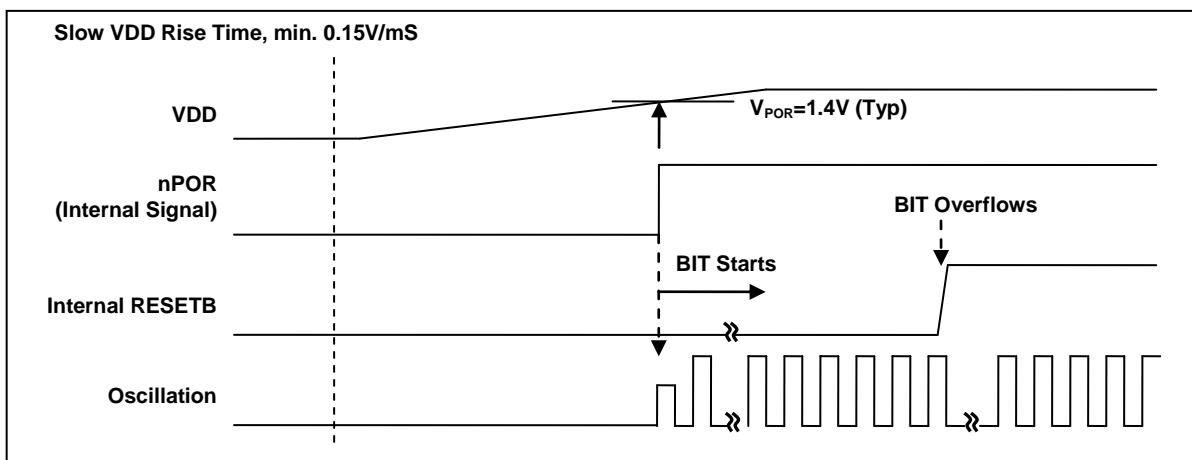 Slow VDD Rise Time, min. 0.15V/mS
VDD
VPOR=1.4V (Typ)
nPOR
(Internal Signal)
BIT Overflows
BIT Starts
Internal RESETB
Oscillation